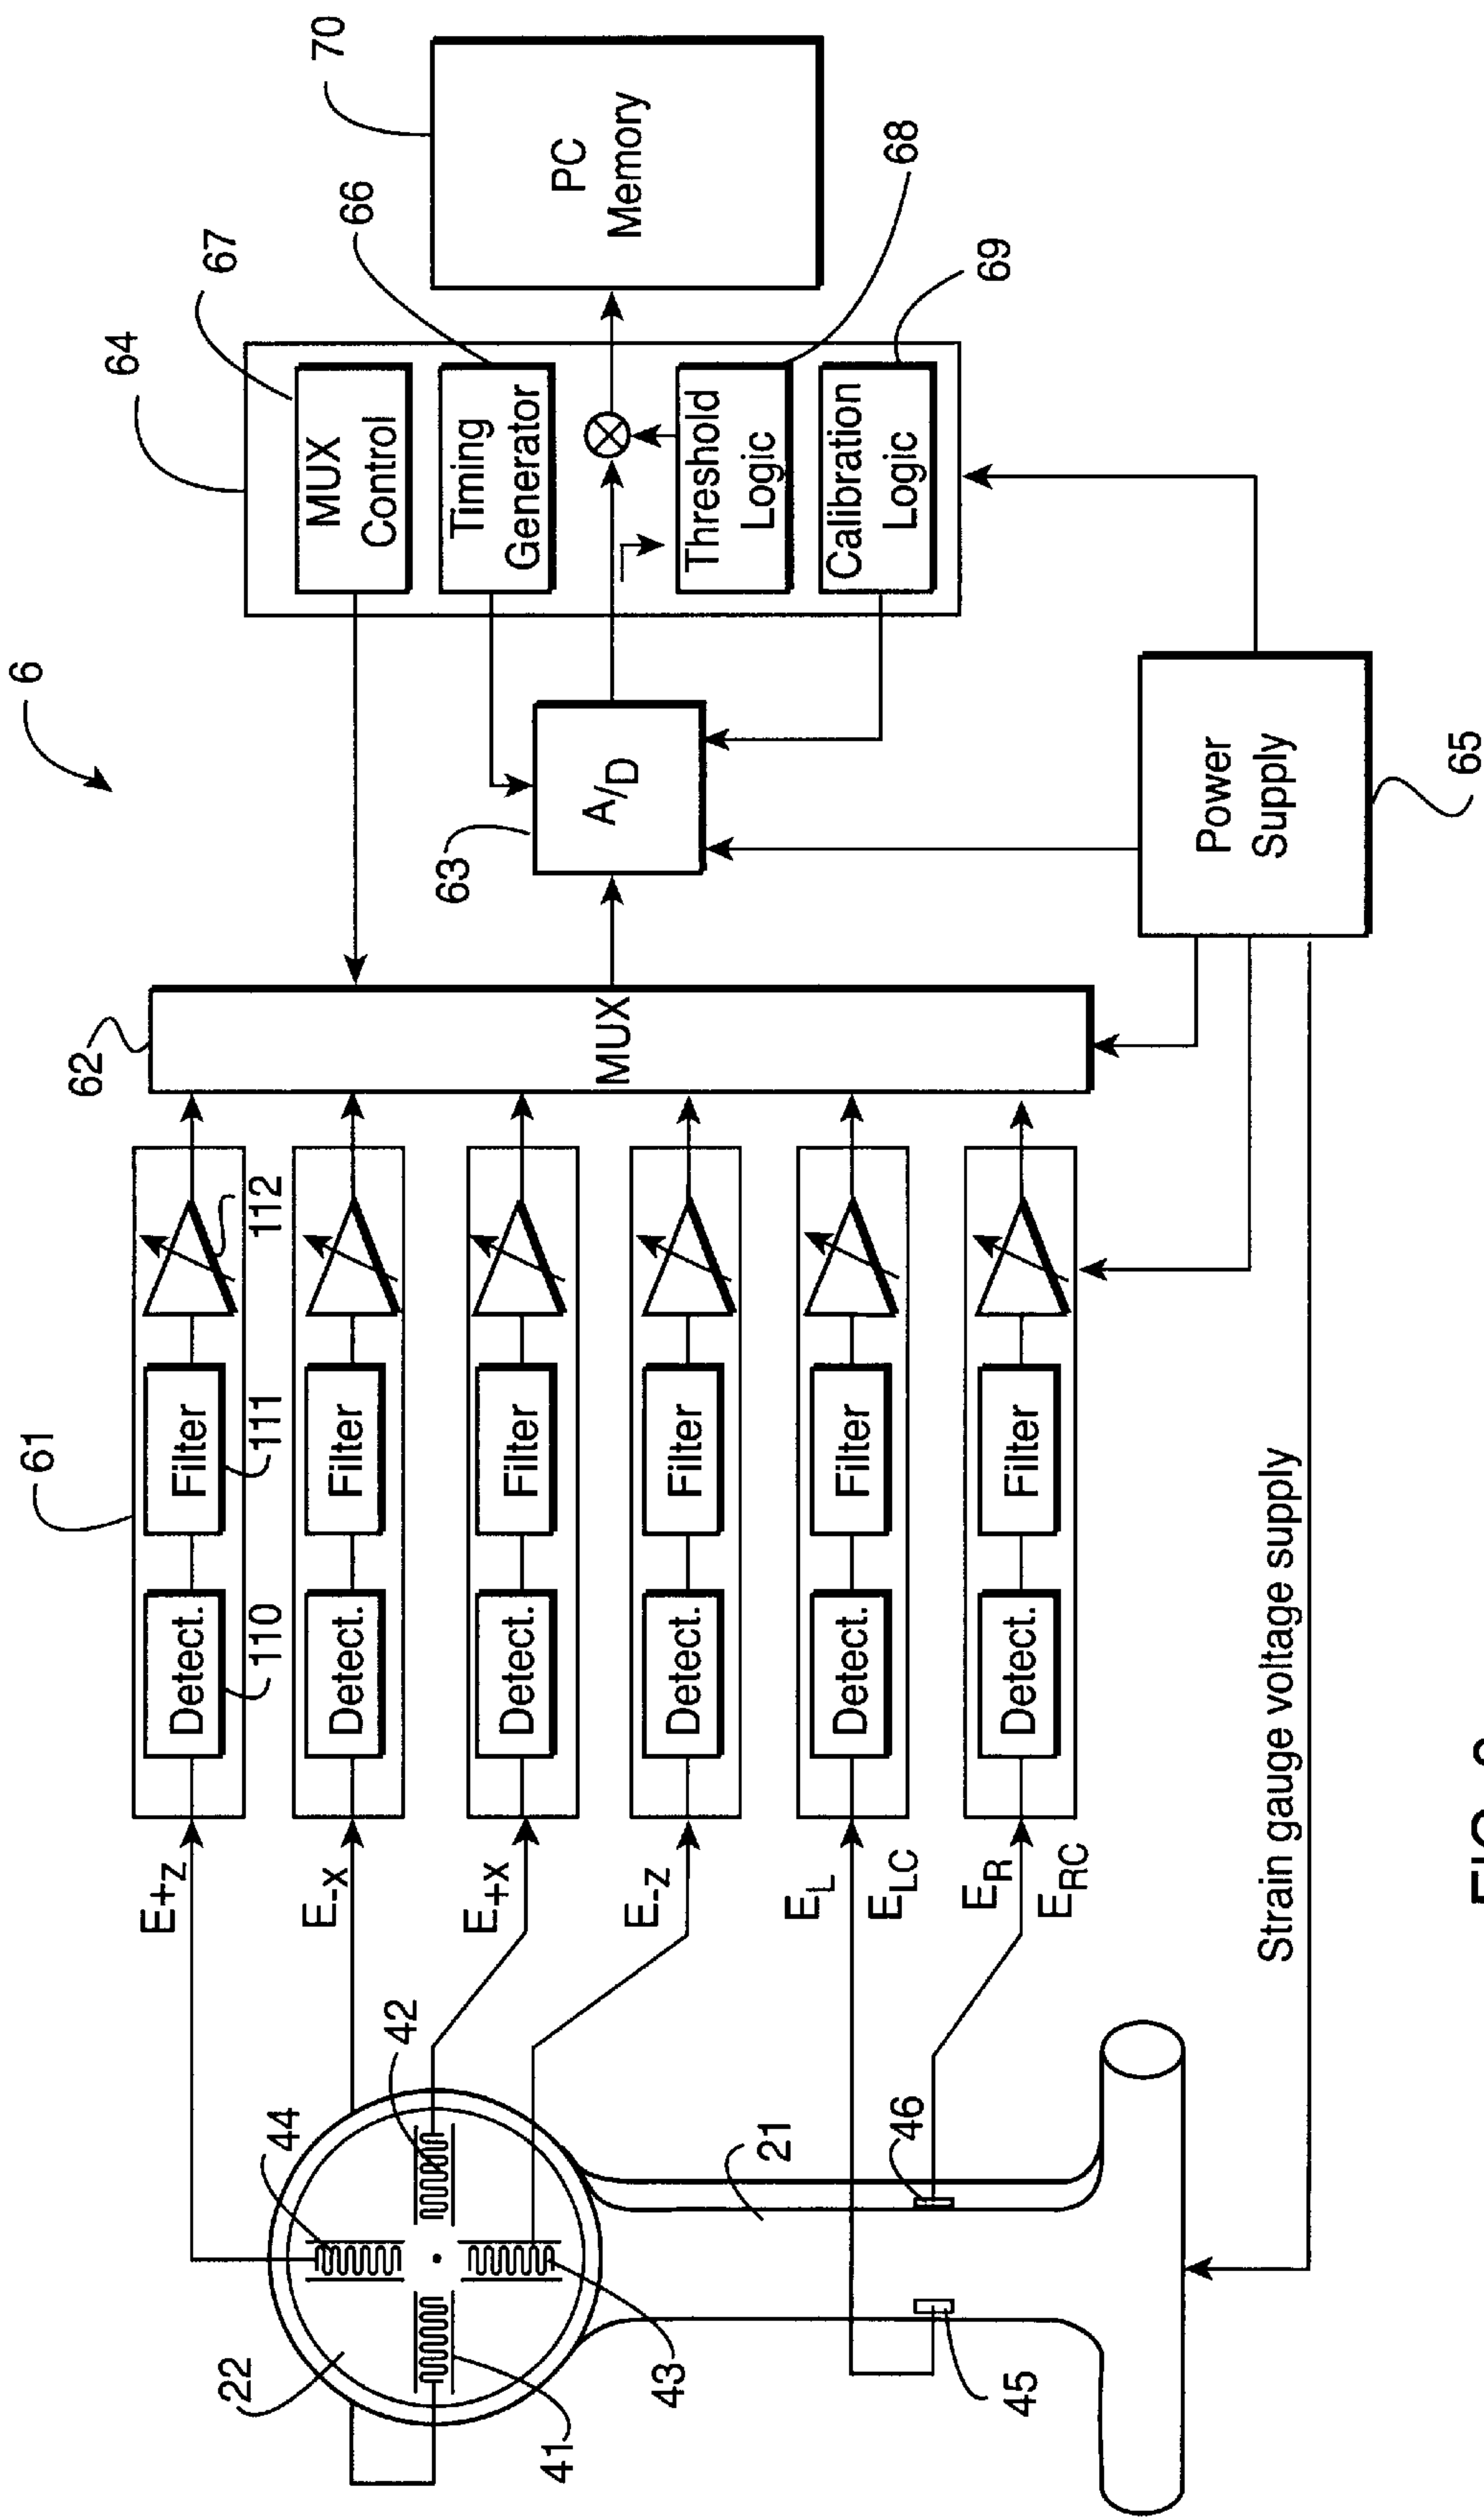 6
61
62
64
67
66
70
E+z
Detect.
Filter
110
111
112
E-x
Detect.
Filter
E+x
Detect.
Filter
E-z
Detect.
Filter
EL
ELC
Detect.
Filter
ER
ERC
Detect.
Filter
MUX
63
A/D
MUX
Control
Timing
Generator
Threshold
Logic
Calibration
Logic
PC
Memory
68
69
22
44
42
41
43
21
45
46
Power
Supply
65
Strain gauge voltage supply